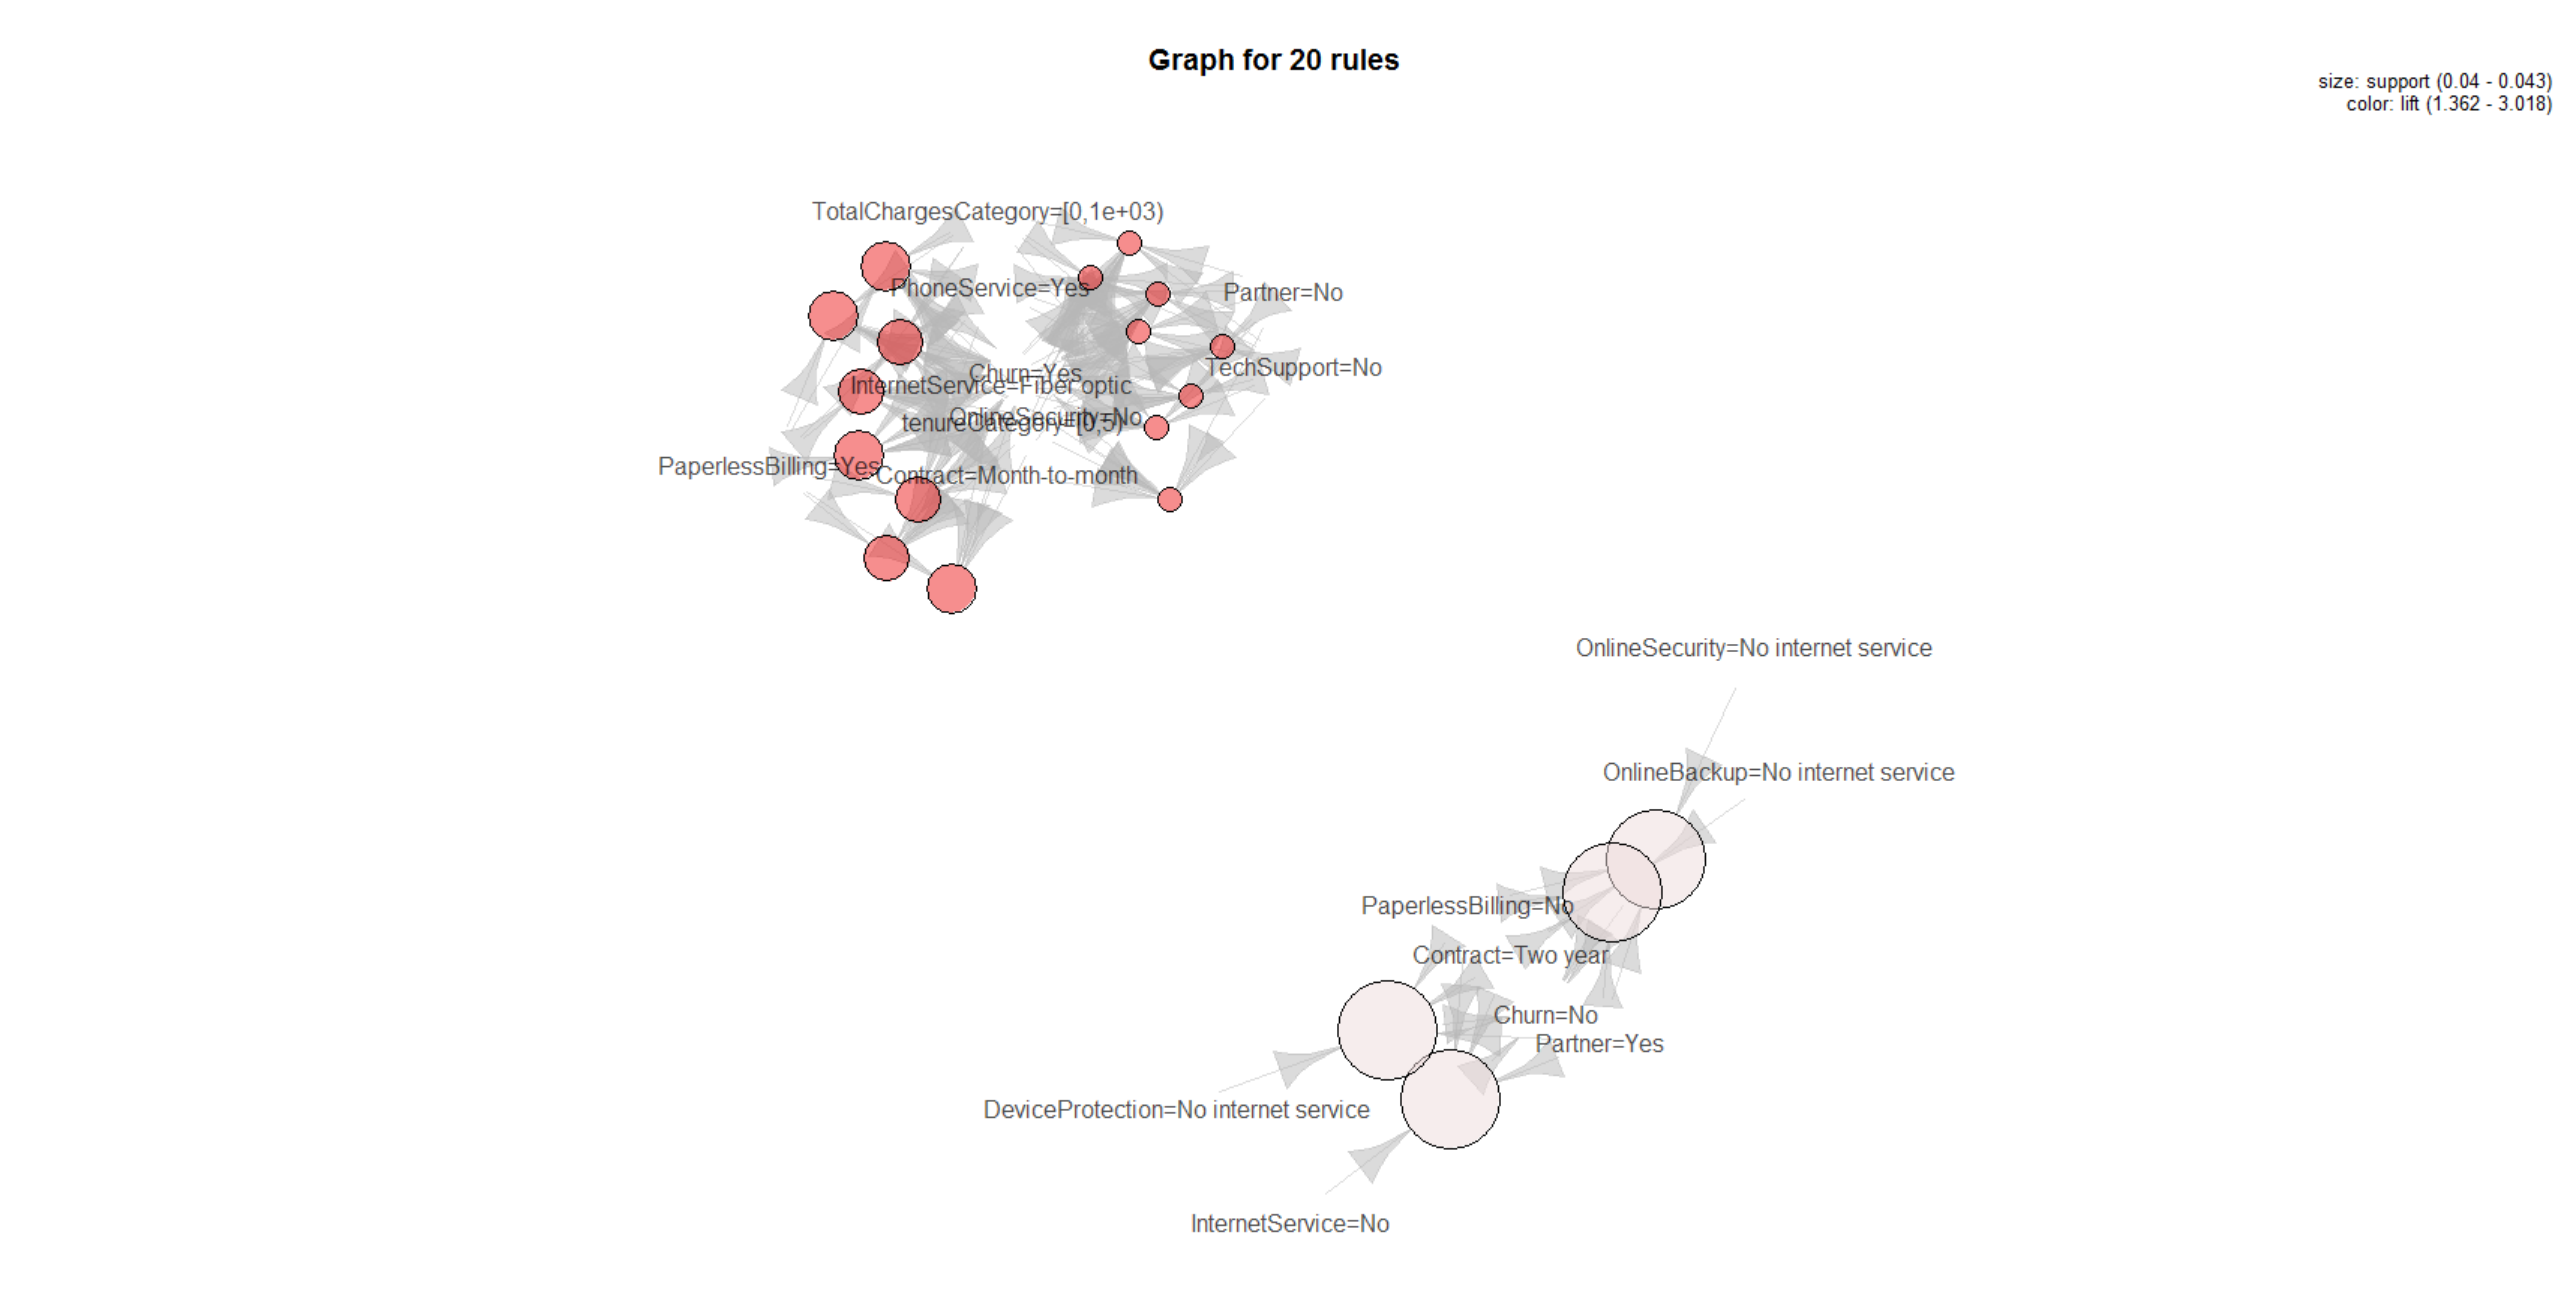 Graph for 20 rules
size: support (0.04 - 0.043)
color: lift (1.362 - 3.018)
TotalChargesCategory=[0,1e+03)
PhoneService=Yes
Partner=No
TechSupport=No
Churn=Yes
InternetService=Fiber optic
OnlineSecurity=No
tenureCategory=[0,5)
PaperlessBilling=Yes
Contract=Month-to-month
OnlineSecurity=No internet service
OnlineBackup=No internet service
PaperlessBilling=No
Contract=Two year
Churn=No
Partner=Yes
DeviceProtection=No internet service
InternetService=No